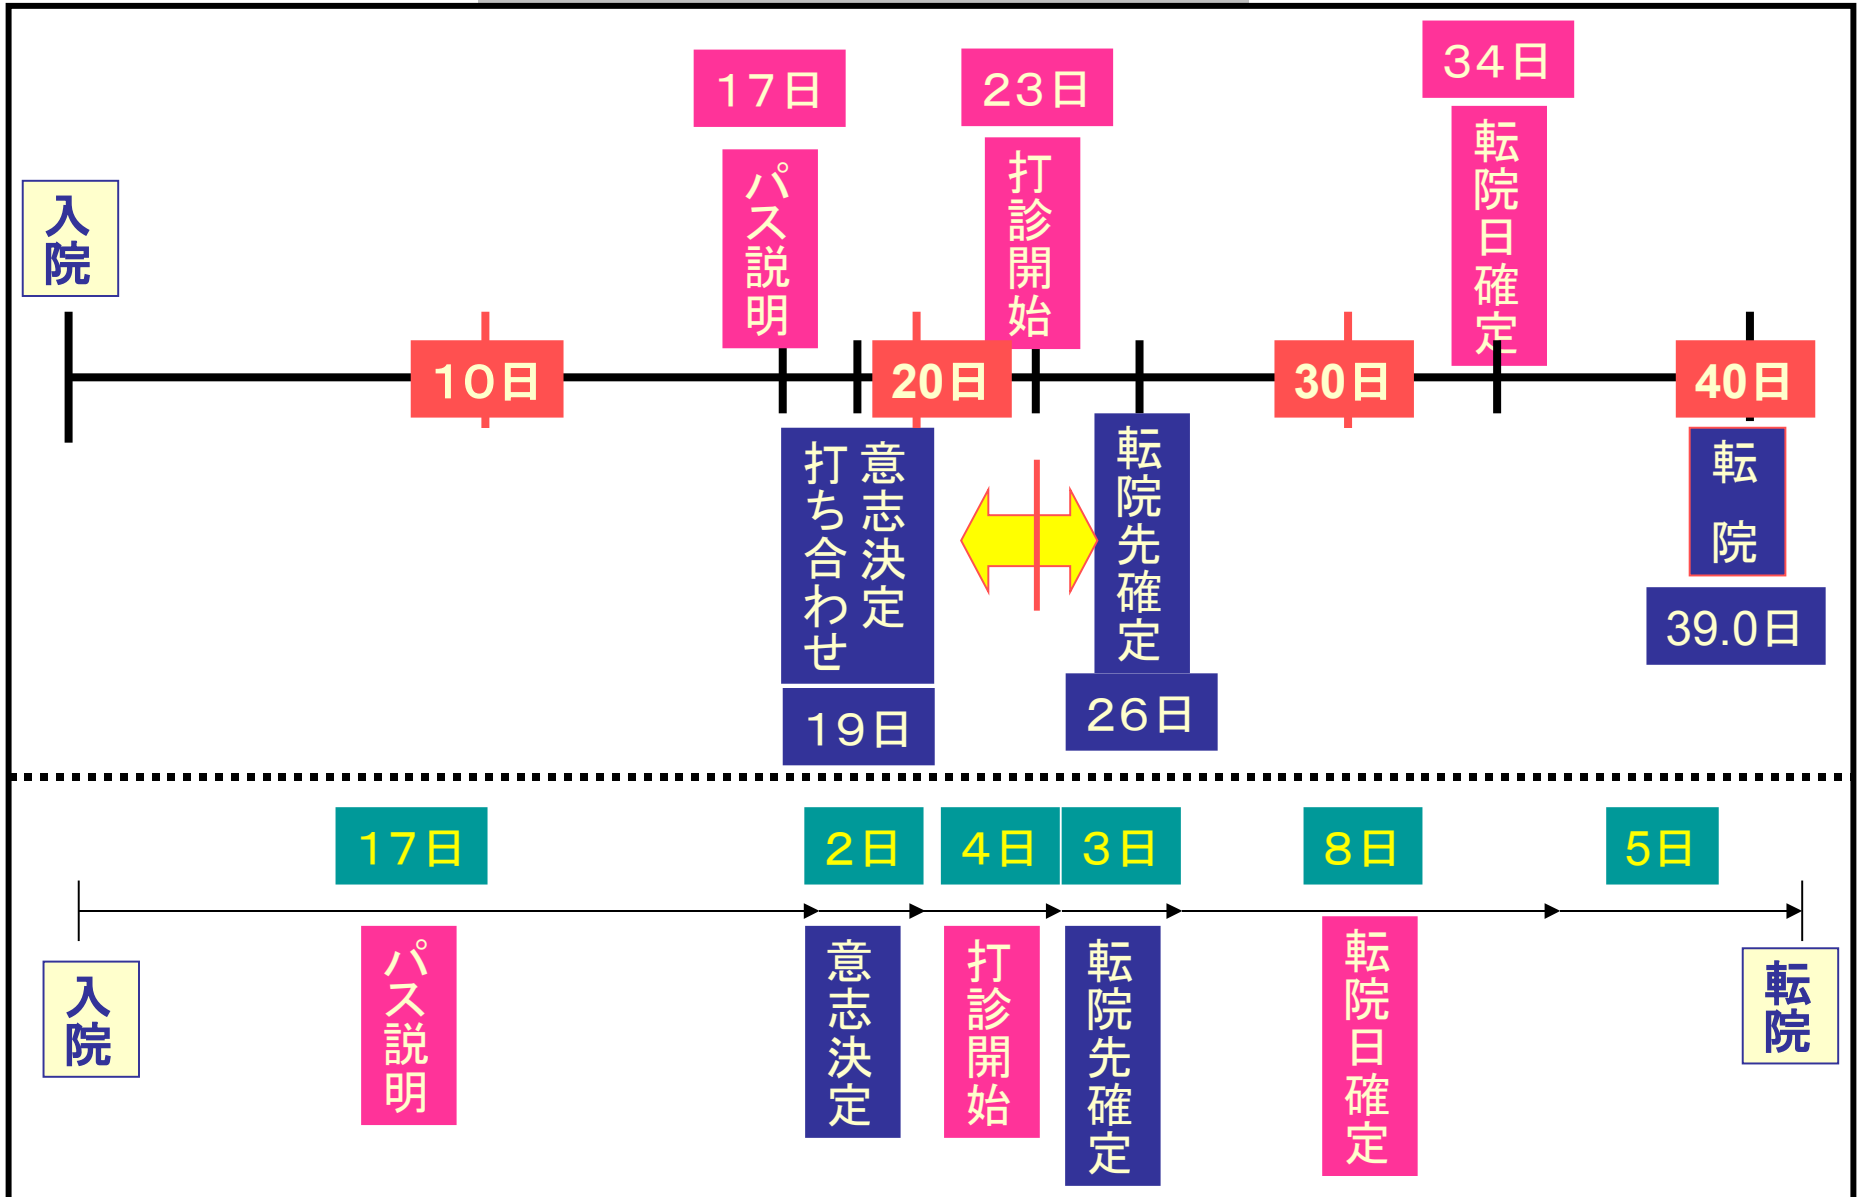 17日
23日
34日
パス説明
打診開始
転院日確定
入院
10日
20日
30日
40日
意志決定
打ち合わせ
転院先確定
転院
39.0日
19日
26日
17日
2日
4日
3日
8日
5日
入院
パス説明
意志決定
打診開始
転院先確定
転院日確定
転院